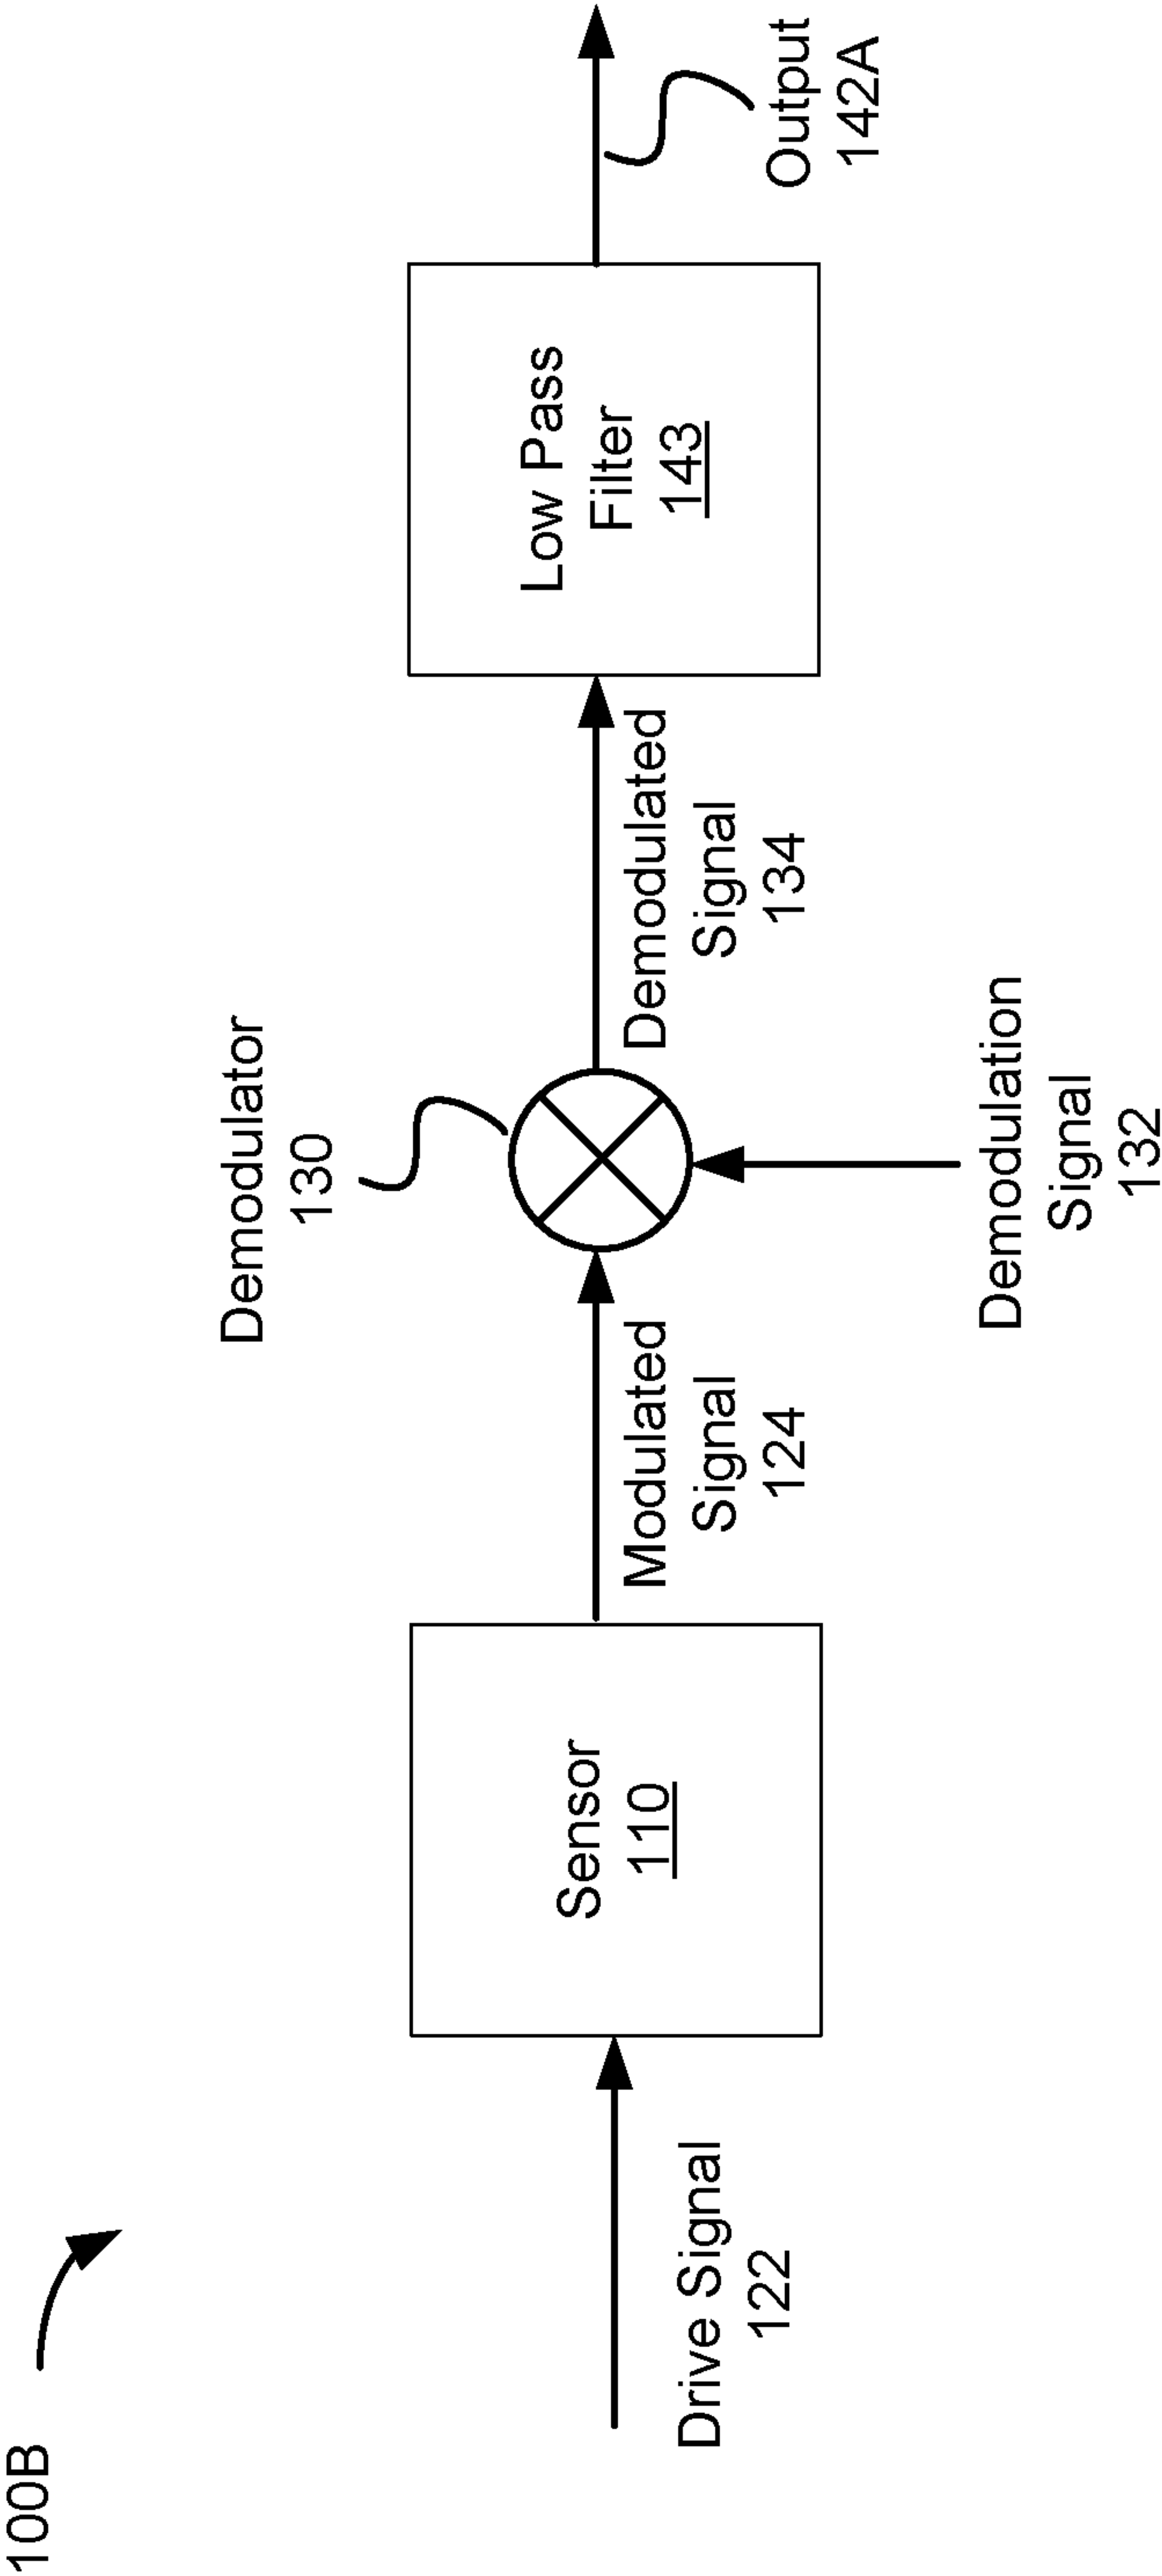 100B
Drive Signal
122
Sensor
110
Modulated
Signal
124
Demodulator
130
Demodulation
Signal
132
Demodulated
Signal
134
Low Pass
Filter
143
Output
142A